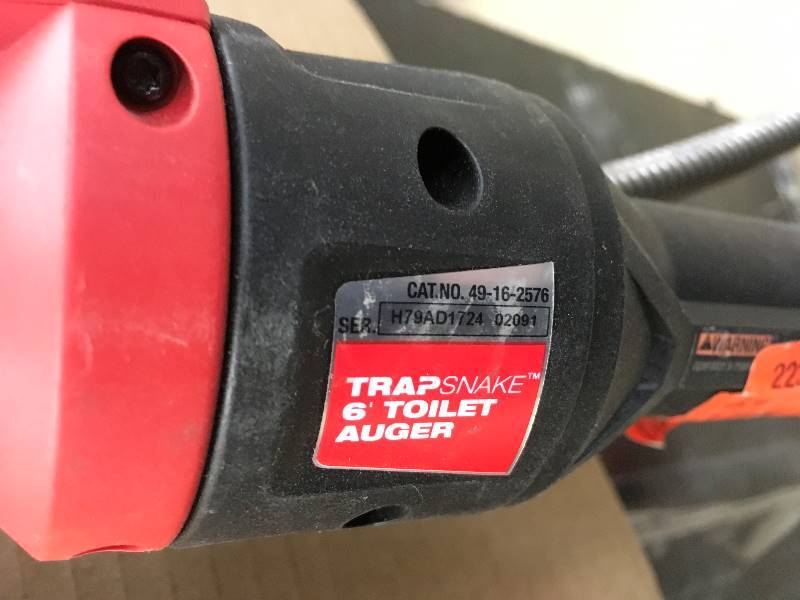 CAT.NO. 49-16-2576
SER. H79AD1724 02091
TRAPSNAKE™
6' TOILET
AUGER
WARNING